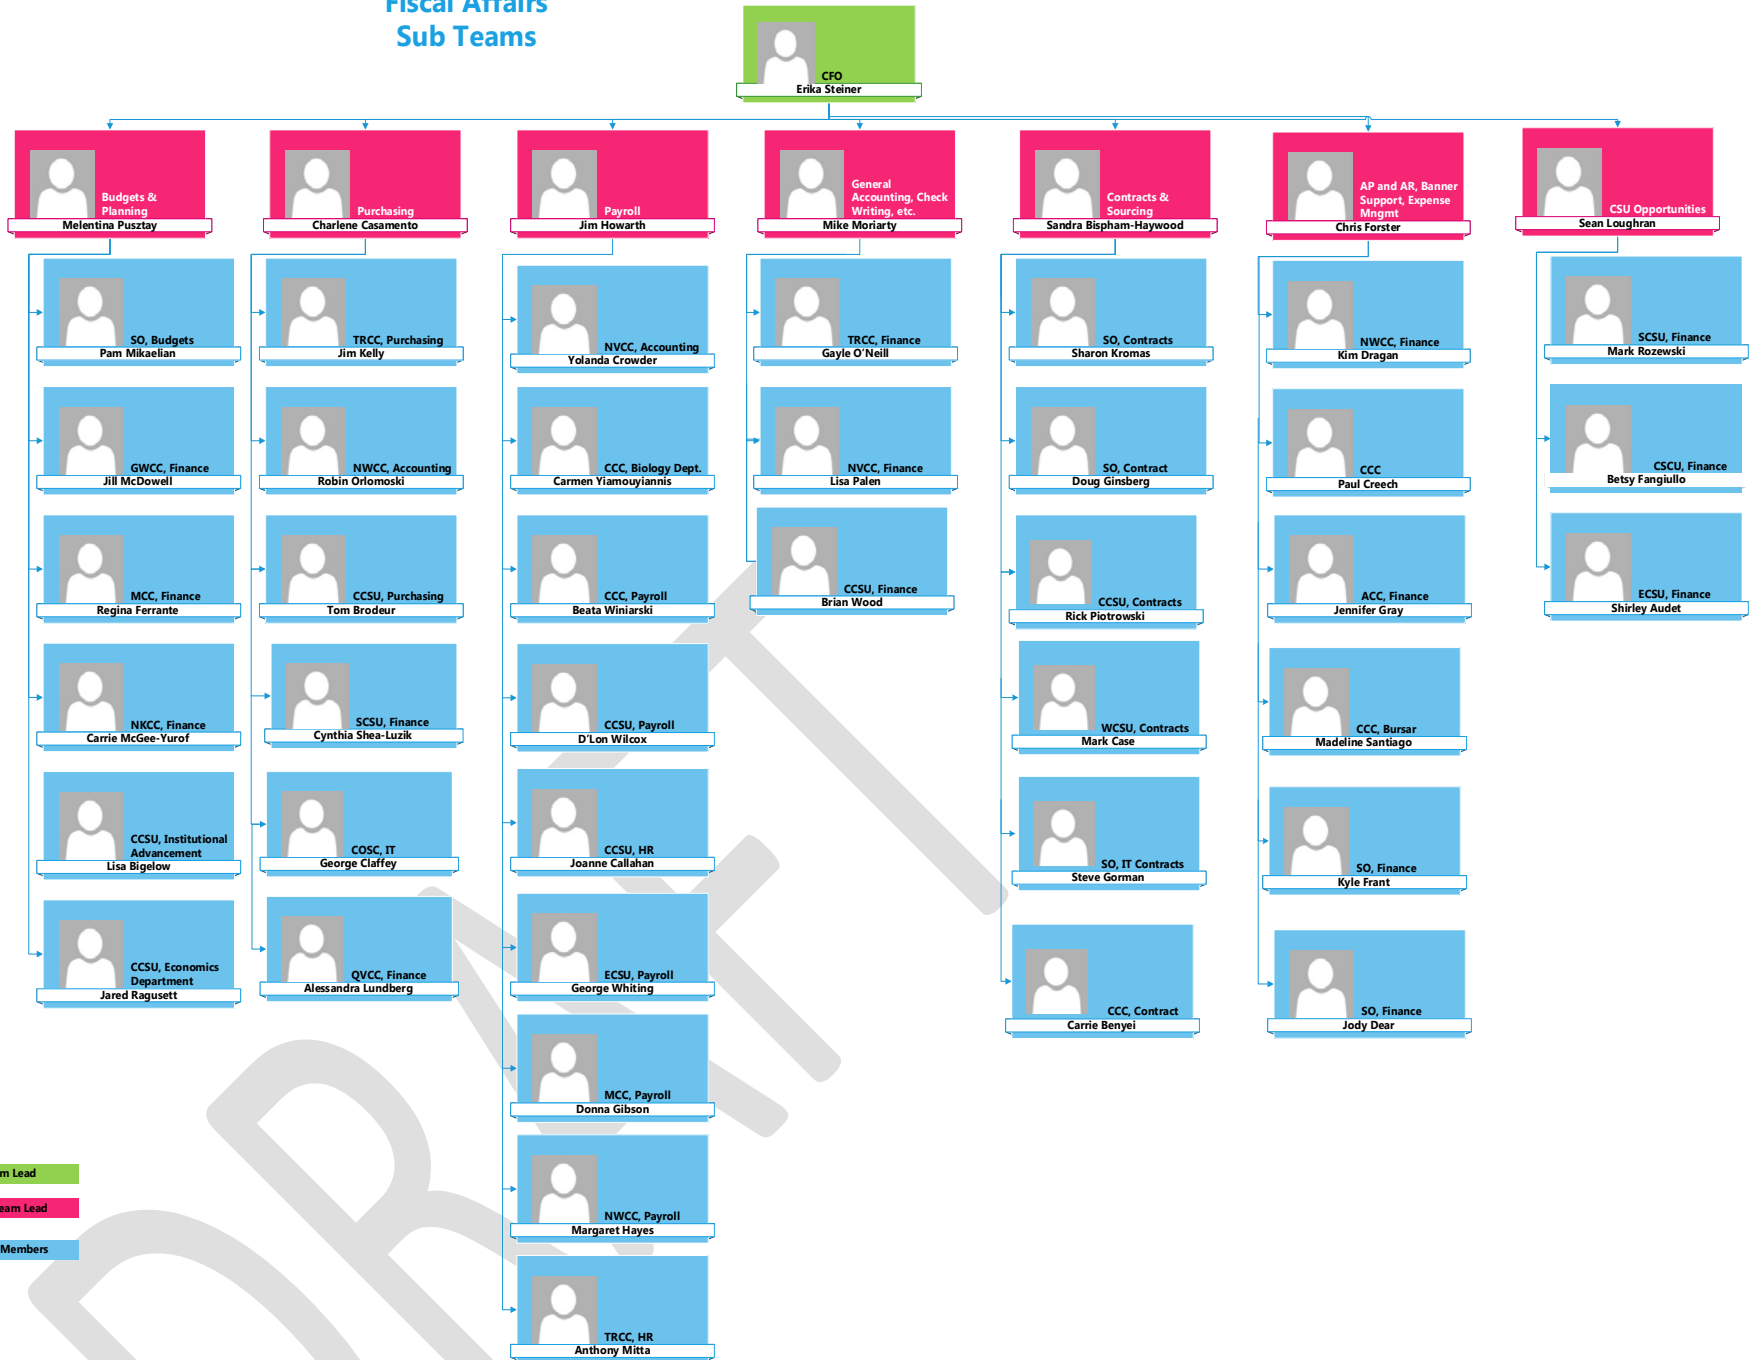 Fiscal Affairs
Sub Teams
CFO
Erika Steiner
Budgets &
Planning
Melentina Pusztay
Purchasing
Charlene Casamento
Payroll
Jim Howarth
General
Accounting, Check
Writing, etc.
Mike Moriarty
Contracts &
Sourcing
Sandra Bispham-Haywood
AP and AR, Banner
Support, Expense
Mngmt
Chris Forster
CSU Opportunities
Sean Loughran
SO, Budgets
Pam Mikaelian
GWCC, Finance
Jill McDowell
MCC, Finance
Regina Ferrante
NKCC, Finance
Carrie McGee-Yurof
CCSU, Institutional
Advancement
Lisa Bigelow
CCSU, Economics
Department
Jared Ragusett
TRCC, Purchasing
Jim Kelly
NWCC, Accounting
Robin Orlomoski
CCSU, Purchasing
Tom Brodeur
SCSU, Finance
Cynthia Shea-Luzik
COSC, IT
George Claffey
QVCC, Finance
Alessandra Lundberg
NVCC, Accounting
Yolanda Crowder
CCC, Biology Dept.
Carmen Yiamouyiannis
CCC, Payroll
Beata Winiarski
CCSU, Payroll
D'Lon Wilcox
CCSU, HR
Joanne Callahan
ECSU, Payroll
George Whiting
MCC, Payroll
Donna Gibson
NWCC, Payroll
Margaret Hayes
TRCC, HR
Anthony Mitta
TRCC, Finance
Gayle O'Neill
NVCC, Finance
Lisa Palen
CCSU, Finance
Brian Wood
SO, Contracts
Sharon Kromas
SO, Contract
Doug Ginsberg
CCSU, Contracts
Rick Piotrowski
WCSU, Contracts
Mark Case
SO, IT Contracts
Steve Gorman
CCC, Contract
Carrie Benyei
NWCC, Finance
Kim Dragan
CCC
Paul Creech
ACC, Finance
Jennifer Gray
CCC, Bursar
Madeline Santiago
SO, Finance
Kyle Frant
SO, Finance
Jody Dear
SCSU, Finance
Mark Rozewski
CSCU, Finance
Betsy Fangiullo
ECSU, Finance
Shirley Audet
m Lead
eam Lead
Members
DRAFT